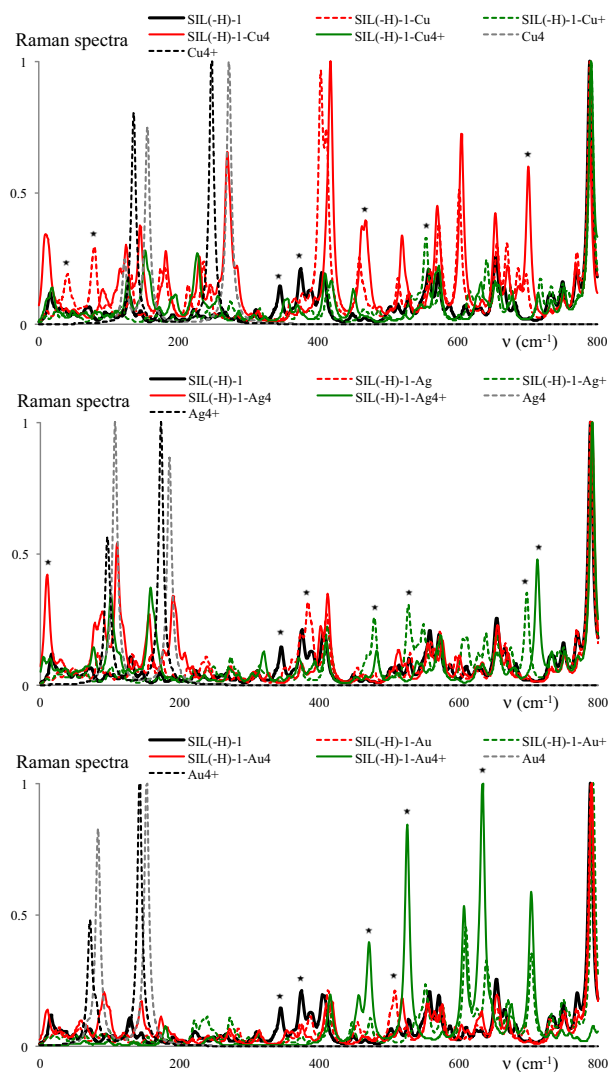 SIL(-H)-1 SIL(-H)-1-Cu SIL(-H)-1-Cu+
Raman spectra SIL(-H)-1-Cu4 SIL(-H)-1-Cu4+ Cu4
Cu4+
1
0.5
0
0 200 400 600 ν (cm-1) 800
SIL(-H)-1 SIL(-H)-1-Ag SIL(-H)-1-Ag+
Raman spectra SIL(-H)-1-Ag4 SIL(-H)-1-Ag4+ Ag4
Ag4+
1
0.5
0
0 200 400 600 ν (cm-1) 800
SIL(-H)-1 SIL(-H)-1-Au SIL(-H)-1-Au+
Raman spectra SIL(-H)-1-Au4 SIL(-H)-1-Au4+ Au4
Au4+
1
0.5
0
0 200 400 600 ν (cm-1) 800